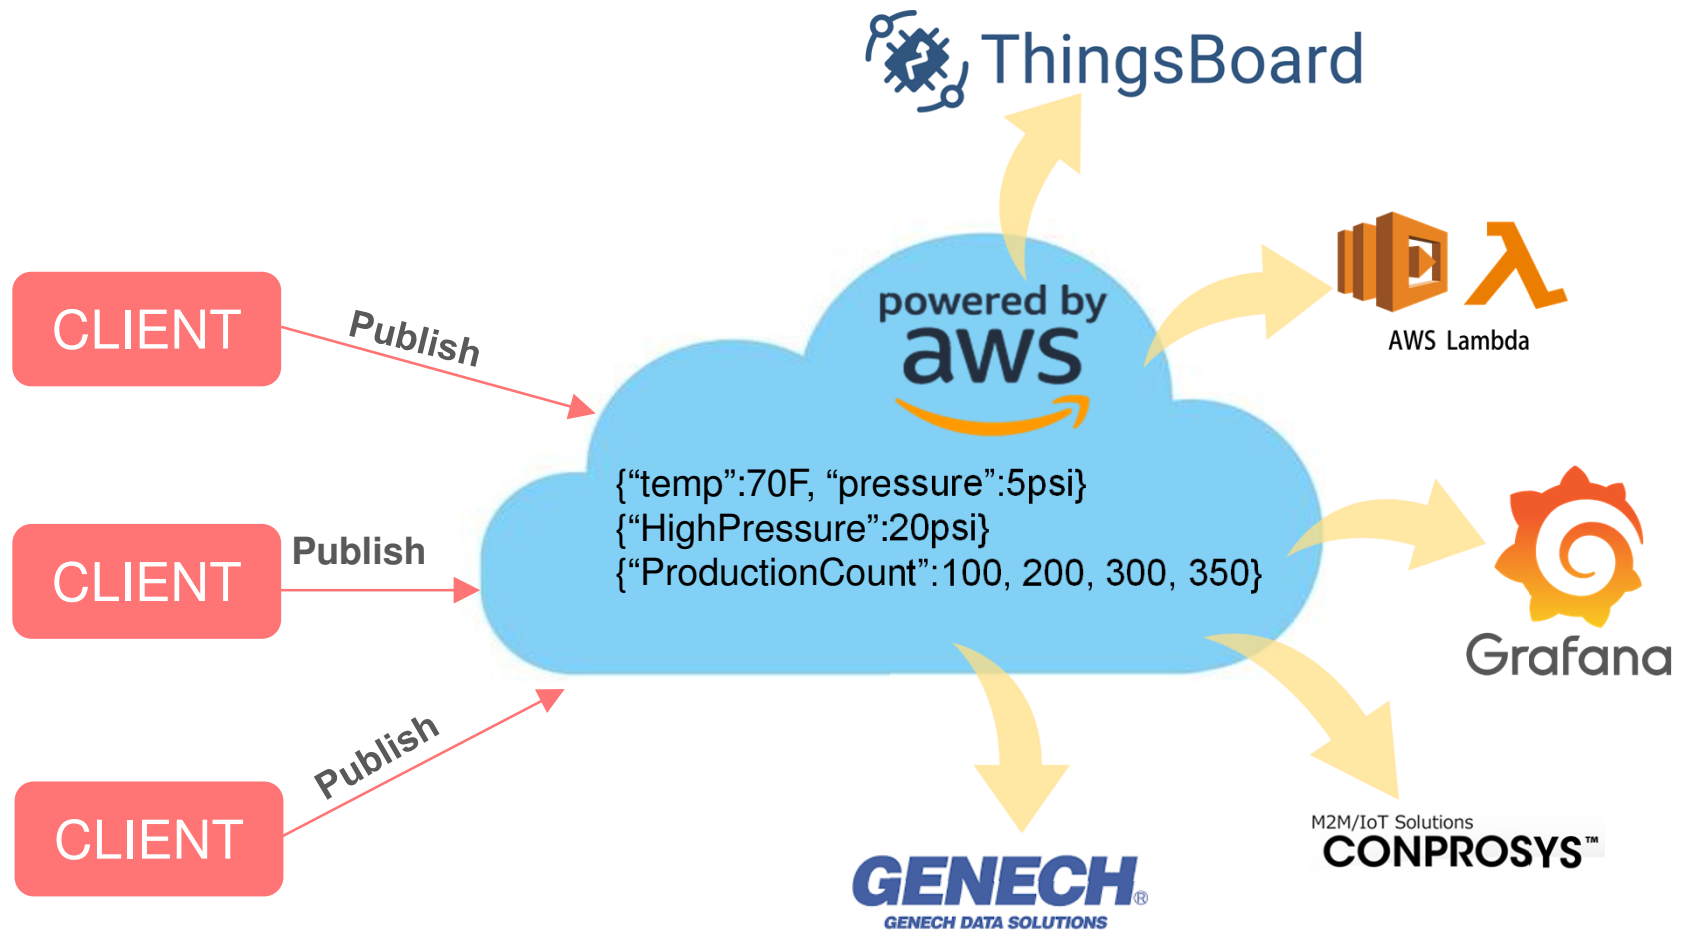 ThingsBoard
powered by
aws
AWS Lambda
CLIENT
Publish
{“temp”:70F, “pressure”:5psi}
{“HighPressure”:20psi}
{“ProductionCount”:100, 200, 300, 350}
CLIENT
Publish
Grafana
CLIENT
Publish
M2M/IoT Solutions
CONPROSYS™
GENECH®
GENECH DATA SOLUTIONS